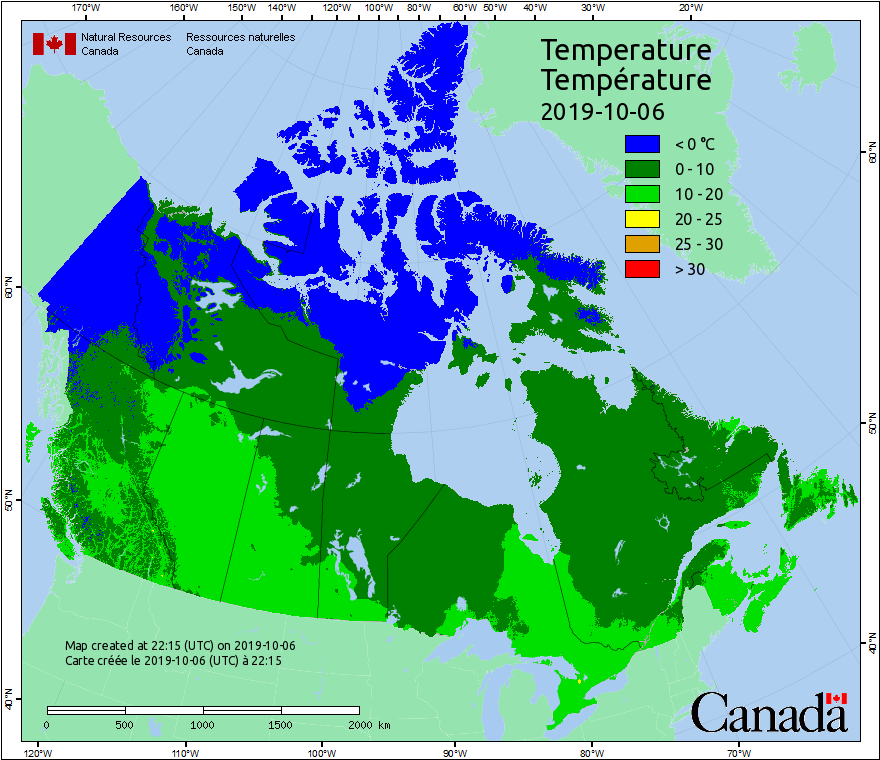 170°W 160°W 150°W 140°W 130°W 120°W 110°W 100°W 90°W 80°W 70°W 60°W 50°W 40°W 30°W 20°W
Natural Resources Ressources naturelles
Canada Canada
Temperature
Température
2019-10-06
< 0 °C
0 - 10
10 - 20
20 - 25
25 - 30
> 30
60°N
60°N
50°N
50°N
40°N
40°N
Map created at 22:15 (UTC) on 2019-10-06
Carte créée le 2019-10-06 (UTC) à 22:15
0 500 1000 1500 2000 km
Canada
120°W 110°W 100°W 90°W 80°W 70°W